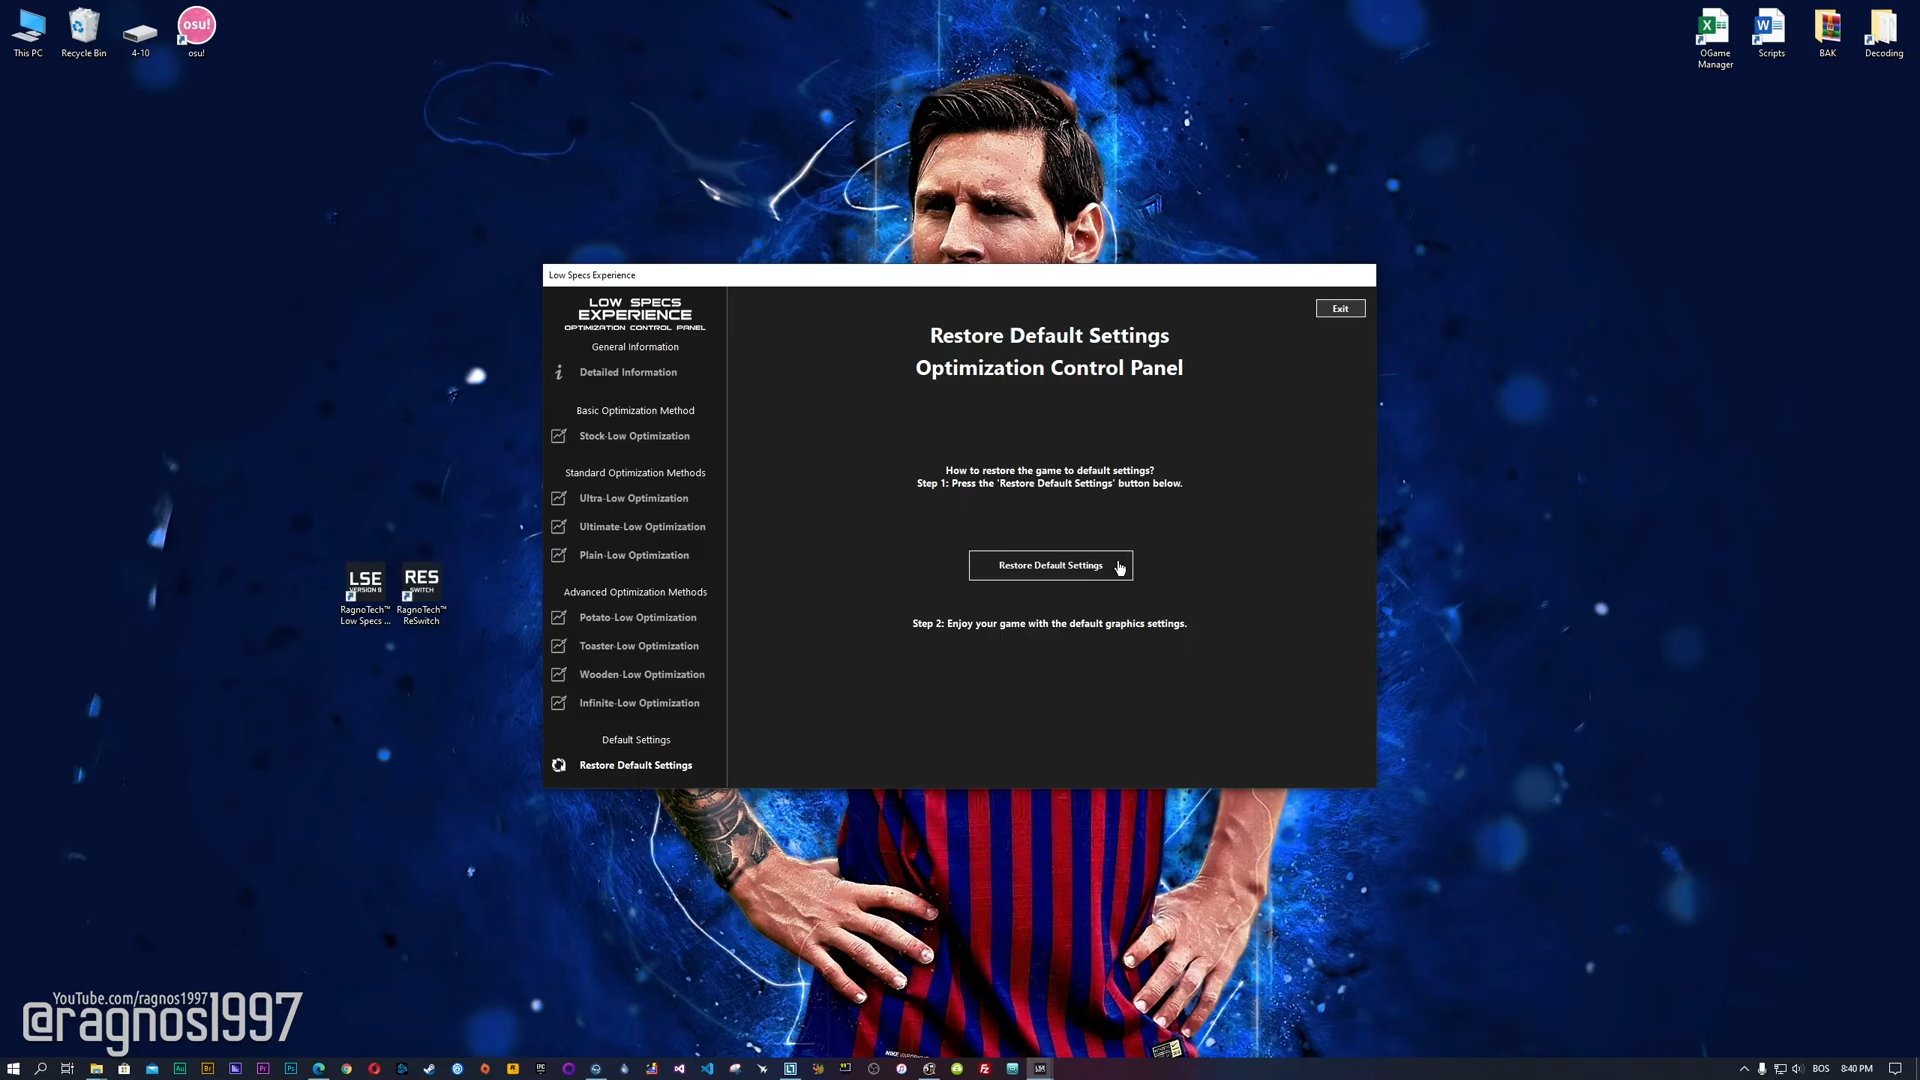 This PC
Recycle Bin
4-10
osu!
osu!
OGame
Manager
Scripts
BAK
Decoding
Low Specs Experience
LOW SPECS
EXPERIENCE
OPTIMIZATION CONTROL PANEL
General Information
Detailed Information
Basic Optimization Method
Stock-Low Optimization
Standard Optimization Methods
Ultra-Low Optimization
Ultimate-Low Optimization
Plain-Low Optimization
Advanced Optimization Methods
Potato-Low Optimization
Toaster-Low Optimization
Wooden-Low Optimization
Infinite-Low Optimization
Default Settings
Restore Default Settings
Exit
Restore Default Settings
Optimization Control Panel
How to restore the game to default settings?
Step 1: Press the 'Restore Default Settings' button below.
Restore Default Settings
Step 2: Enjoy your game with the default graphics settings.
LSE
VERSION 9
RagnoTech™
Low Specs ...
RES
SWITCH
RagnoTech™
ReSwitch
YouTube.com/ragnos1997
@ragnos1997
BOS
8:40 PM